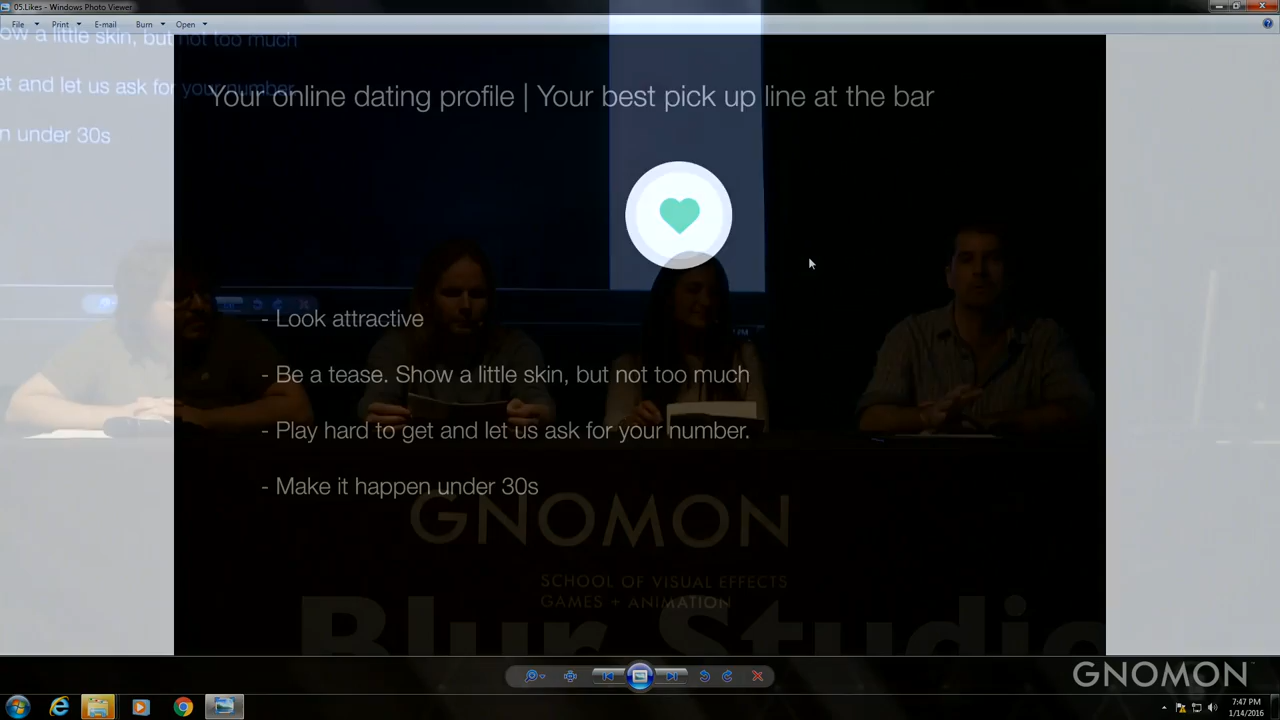 05.Likes - Windows Photo Viewer
File Print E-mail Burn Open
ow a little skin, but not too much
et and let us ask for your number.
n under 30s
Your online dating profile | Your best pick up line at the bar
- Look attractive
- Be a tease. Show a little skin, but not too much
- Play hard to get and let us ask for your number.
- Make it happen under 30s
GNOMON
SCHOOL OF VISUAL EFFECTS
GAMES + ANIMATION
Blur Studio
GNOMON
7:47 PM
1/14/2016